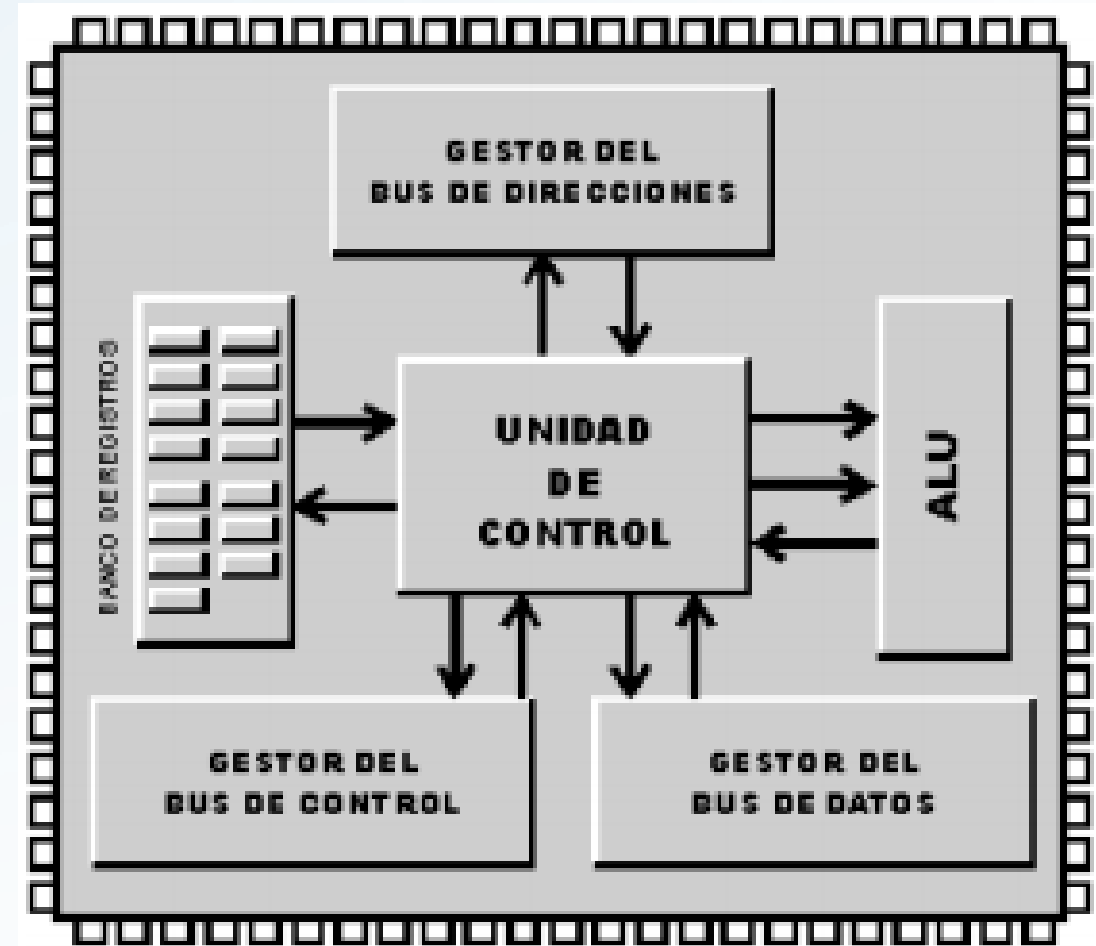 GESTOR DEL
BUS DE DIRECCIONES
BANCO DE REGISTROS
UNIDAD
DE
CONTROL
ALU
GESTOR DEL
BUS DE CONTROL
GESTOR DEL
BUS DE DATOS